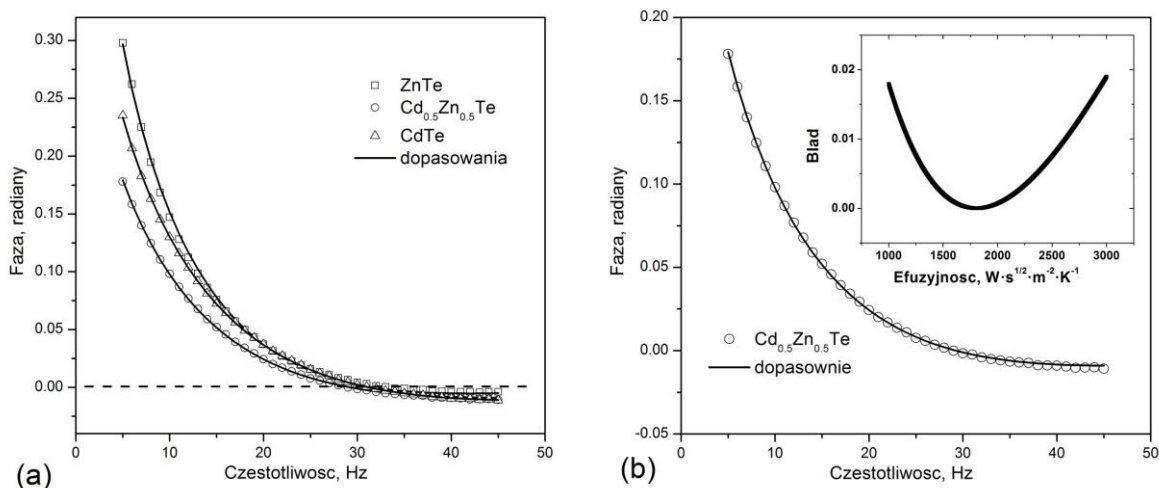 0.30
0.25
0.20
0.15
0.10
0.05
0.00
Faza, radiany
ZnTe
Cd0.5Zn0.5Te
CdTe
dopasowania
0 10 20 30 40 50
Czestotliwosc, Hz
(a)
0.20
0.15
0.10
0.05
0.00
-0.05
Faza, radiany
0.02
0.01
0.00
Blad
1000 1500 2000 2500 3000
Efuzyjnosc, W·s1/2·m-2·K-1
Cd0.5Zn0.5Te
dopasownie
0 10 20 30 40 50
Czestotliwosc, Hz
(b)